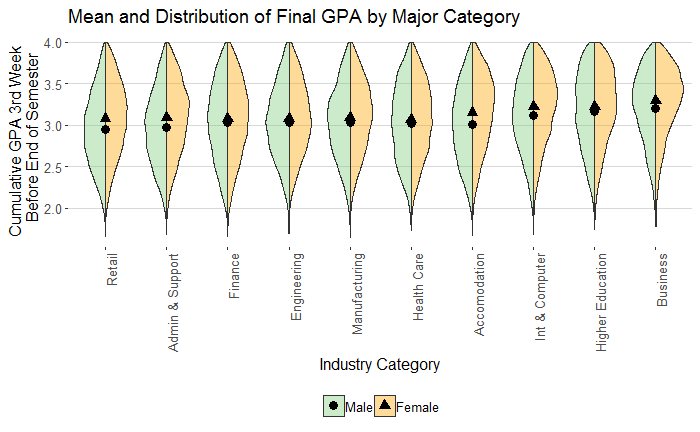 Mean and Distribution of Final GPA by Major Category
Cumulative GPA 3rd Week
Before End of Semester
4.0
3.5
3.0
2.5
2.0
Retail
Admin & Support
Finance
Engineering
Manufacturing
Health Care
Accomodation
Int & Computer
Higher Education
Business
Industry Category
Male
Female